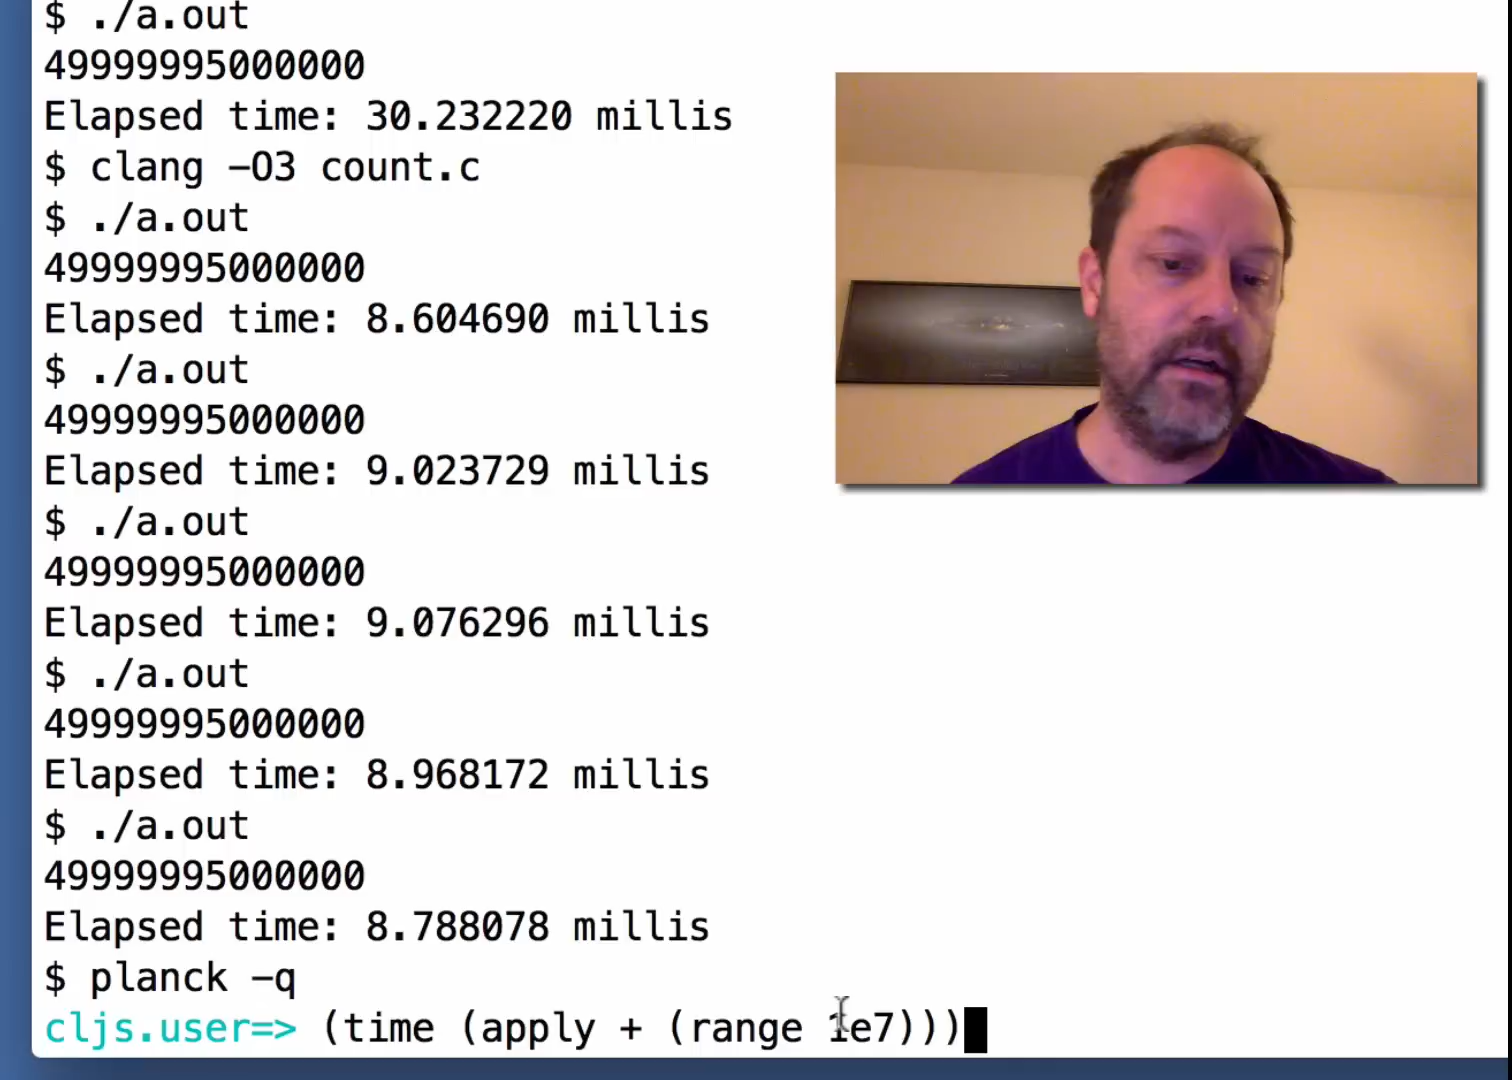 $ ./a.out
49999995000000
Elapsed time: 30.232220 millis
$ clang -O3 count.c
$ ./a.out
49999995000000
Elapsed time: 8.604690 millis
$ ./a.out
49999995000000
Elapsed time: 9.023729 millis
$ ./a.out
49999995000000
Elapsed time: 9.076296 millis
$ ./a.out
49999995000000
Elapsed time: 8.968172 millis
$ ./a.out
49999995000000
Elapsed time: 8.788078 millis
$ planck -q
cljs.user=> (time (apply + (range 1e7)))